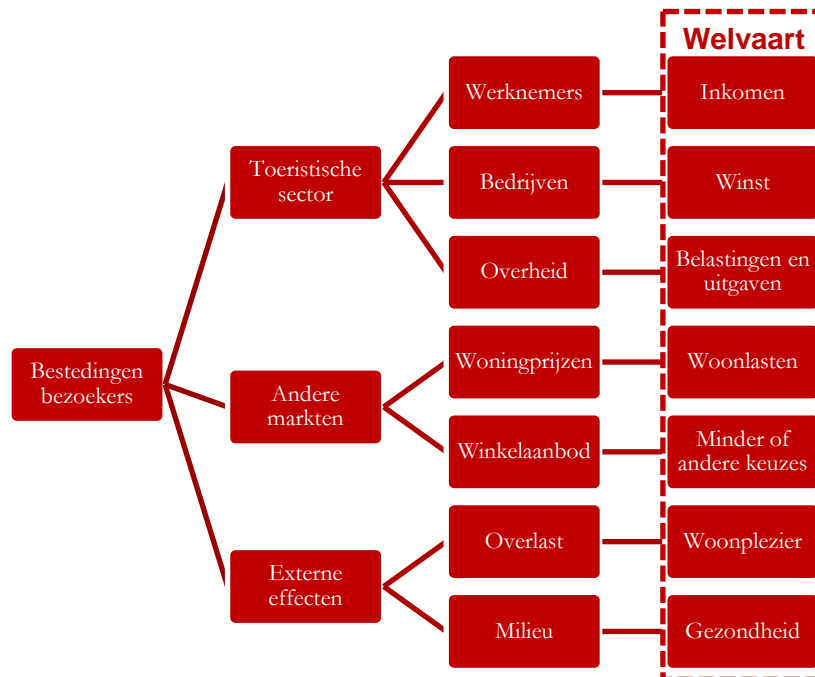 Welvaart
Werknemers
Inkomen
Toeristische
sector
Bedrijven
Winst
Overheid
Belastingen en
uitgaven
Bestedingen
bezoekers
Andere
markten
Woningprijzen
Woonlasten
Winkelaanbod
Minder of
andere keuzes
Externe
effecten
Overlast
Woonplezier
Milieu
Gezondheid